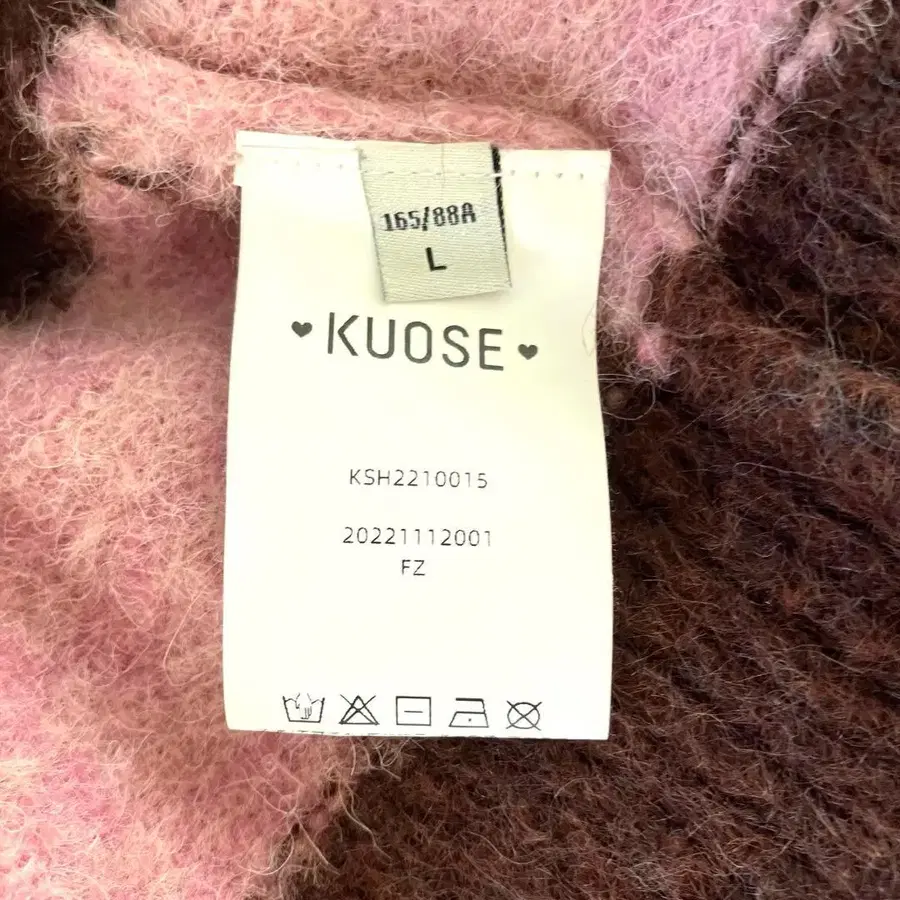 165/88A
L
♥ KUOSE ♥
KSH2210015
20221112001
FZ